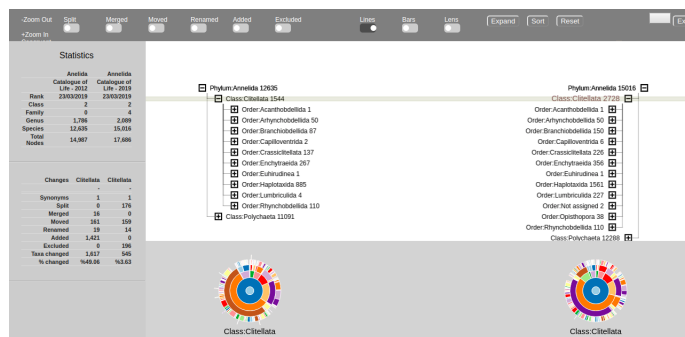 -Zoom Out Split Merged Moved Renamed Added Excluded Lines Bars Lens Expand Sort Reset
+Zoom In
Statistics
Anelida Annelida
Catalogue of Catalogue of
Life - 2012 Life - 2019
Rank 23/03/2019 23/03/2019
Class 2 2
Family 0 4
Genus 1,786 2,089
Species 12,635 15,016
Total 14,987 17,686
Nodes
Changes Clitellata Clitellata
- -
Synonyms 1 1
Split 0 176
Merged 16 0
Moved 161 159
Renamed 19 14
Added 1,421 0
Excluded 0 196
Taxa changed 1,617 545
% changed %49.06 %3.63
Phylum:Annelida 12635
Class:Clitellata 1544
Order:Acanthobdellida 1
Order:Arhynchobdellida 50
Order:Branchiobdellida 87
Order:Capilloventrida 2
Order:Crassiclitellata 137
Order:Enchytraeida 267
Order:Euhirudinea 1
Order:Haplotaxida 885
Order:Lumbriculida 4
Order:Rhynchobdellida 110
Class:Polychaeta 11091
Phylum:Annelida 15016
Class:Clitellata 2728
Order:Acanthobdellida 1
Order:Arhynchobdellida 50
Order:Branchiobdellida 150
Order:Capilloventrida 6
Order:Crassiclitellata 226
Order:Enchytraeida 356
Order:Euhirudinea 1
Order:Haplotaxida 1561
Order:Lumbriculida 227
Order:Not assigned 2
Order:Opisthopora 38
Order:Rhynchobdellida 110
Class:Polychaeta 12288
Class:Clitellata
Class:Clitellata